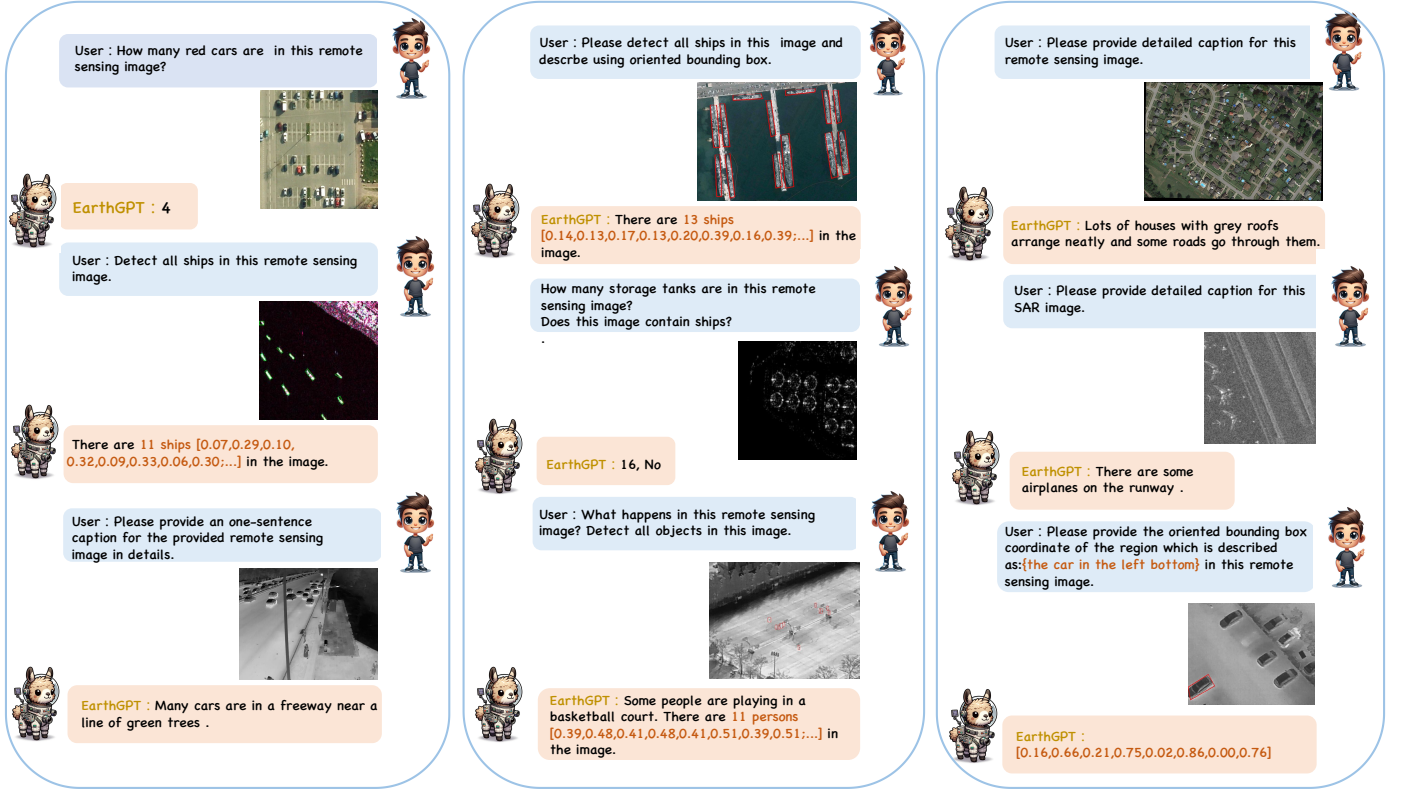 User : How many red cars are in this remote
sensing image?
EarthGPT : 4
User : Detect all ships in this remote sensing
image.
There are 11 ships [0.07,0.29,0.10,
0.32,0.09,0.33,0.06,0.30;...] in the image.
User : Please provide an one-sentence
caption for the provided remote sensing
image in details.
EarthGPT : Many cars are in a freeway near a
line of green trees .
User : Please detect all ships in this image and
descrbe using oriented bounding box.
EarthGPT : There are 13 ships
[0.14,0.13,0.17,0.13,0.20,0.39,0.16,0.39;...] in the
image.
How many storage tanks are in this remote
sensing image?
Does this image contain ships?
.
EarthGPT : 16, No
User : What happens in this remote sensing
image? Detect all objects in this image.
EarthGPT : Some people are playing in a
basketball court. There are 11 persons
[0.39,0.48,0.41,0.48,0.41,0.51,0.39,0.51;...] in
the image.
User : Please provide detailed caption for this
remote sensing image.
EarthGPT : Lots of houses with grey roofs
arrange neatly and some roads go through them.
User : Please provide detailed caption for this
SAR image.
EarthGPT : There are some
airplanes on the runway .
User : Please provide the oriented bounding box
coordinate of the region which is described
as:{the car in the left bottom} in this remote
sensing image.
EarthGPT :
[0.16,0.66,0.21,0.75,0.02,0.86,0.00,0.76]